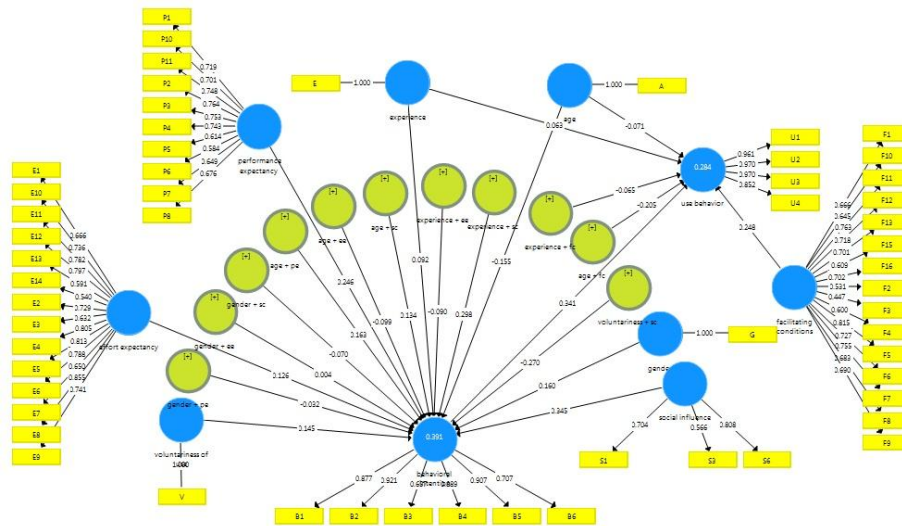 P1
P10
P11
P2
P3
P4
P5
P6
P7
P8
0.719
0.701
0.748
0.764
0.753
0.743
0.614
0.584
0.649
0.676
performance
expectancy
E
1.000
experience
1.000
A
age
0.063
-0.071
0.284
use behavior
0.961
0.970
0.970
0.852
U1
U2
U3
U4
F1
F10
F11
F12
F13
F15
F16
F2
F3
F4
F5
F6
F7
F8
F9
0.666
0.645
0.763
0.718
0.701
0.609
0.702
0.531
0.447
0.600
0.815
0.727
0.755
0.683
0.690
facilitating
conditions
0.248
E1
E10
E11
E12
E13
E14
E2
E3
E4
E5
E6
E7
E8
E9
0.666
0.736
0.782
0.797
0.591
0.540
0.729
0.632
0.805
0.813
0.788
0.650
0.855
0.741
effort expectancy
[+]
gender + pe
[+]
gender + ee
[+]
gender + sc
[+]
age + pe
[+]
age + ee
[+]
age + sc
[+]
experience + ee
[+]
experience + sc
[+]
experience + fc
[+]
age + fc
[+]
voluntariness + sc
-0.065
-0.205
0.092
-0.155
0.246
0.163
-0.099
0.134
-0.090
0.298
0.341
-0.270
-0.070
0.126
0.004
-0.032
0.145
0.160
0.345
1.000
G
social influence
0.704
0.566
0.808
S1
S3
S6
voluntariness of
V
0.391
behavioral
0.877
0.921
0.907
0.707
B1
B2
B3
B4
B5
B6